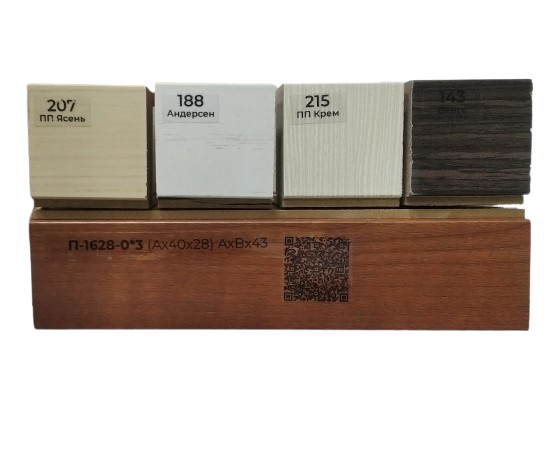 207
ПП Ясень
188
Андерсен
215
ПП Крем
143
П-1628-0*3 (Ах40х28) АхВх43